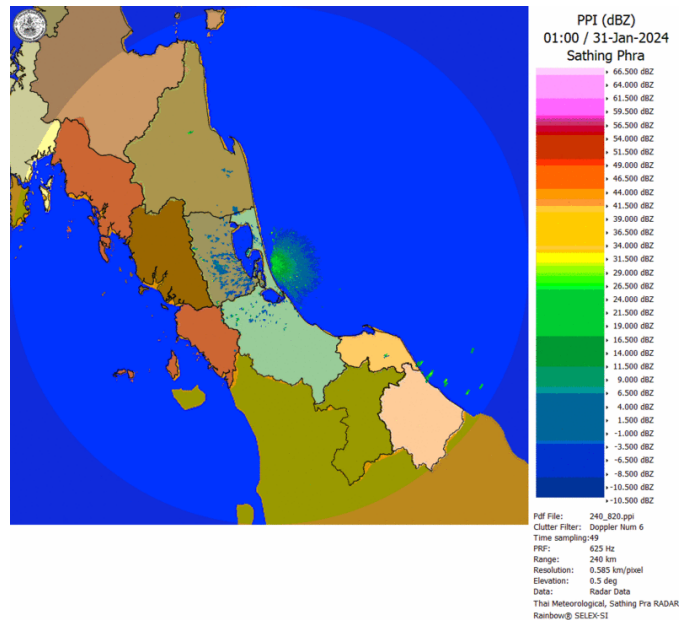 PPI (dBZ)
01:00 / 31-Jan-2024
Sathing Phra
66.500 dBZ
64.000 dBZ
61.500 dBZ
59.500 dBZ
56.500 dBZ
54.000 dBZ
51.500 dBZ
49.000 dBZ
46.500 dBZ
44.000 dBZ
41.500 dBZ
39.000 dBZ
36.500 dBZ
34.000 dBZ
31.500 dBZ
29.000 dBZ
26.500 dBZ
24.000 dBZ
21.500 dBZ
19.000 dBZ
16.500 dBZ
14.000 dBZ
11.500 dBZ
9.000 dBZ
6.500 dBZ
4.000 dBZ
1.500 dBZ
-1.000 dBZ
-3.500 dBZ
-6.500 dBZ
-8.500 dBZ
-10.500 dBZ
-10.500 dBZ
Pdf File: 240_820.ppi
Clutter Filter: Doppler Num 6
Time sampling:49
PRF: 625 Hz
Range: 240 km
Resolution: 0.585 km/pixel
Elevation: 0.5 deg
Data: Radar Data
Thai Meteorological, Sathing Pra RADAR
Rainbow® SELEX-SI